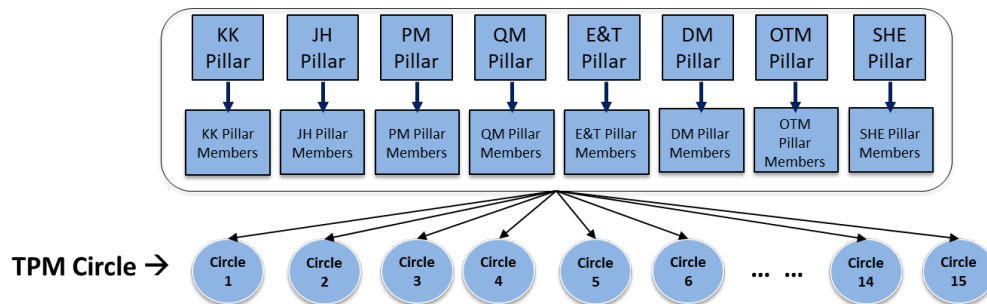 KK
Pillar
JH
Pillar
PM
Pillar
QM
Pillar
E&T
Pillar
DM
Pillar
OTM
Pillar
SHE
Pillar
KK Pillar
Members
JH Pillar
Members
PM Pillar
Members
QM Pillar
Members
E&T Pillar
Members
DM Pillar
Members
OTM
Pillar
Members
SHE Pillar
Members
TPM Circle →
Circle
1
Circle
2
Circle
3
Circle
4
Circle
5
Circle
6
... ...
Circle
14
Circle
15